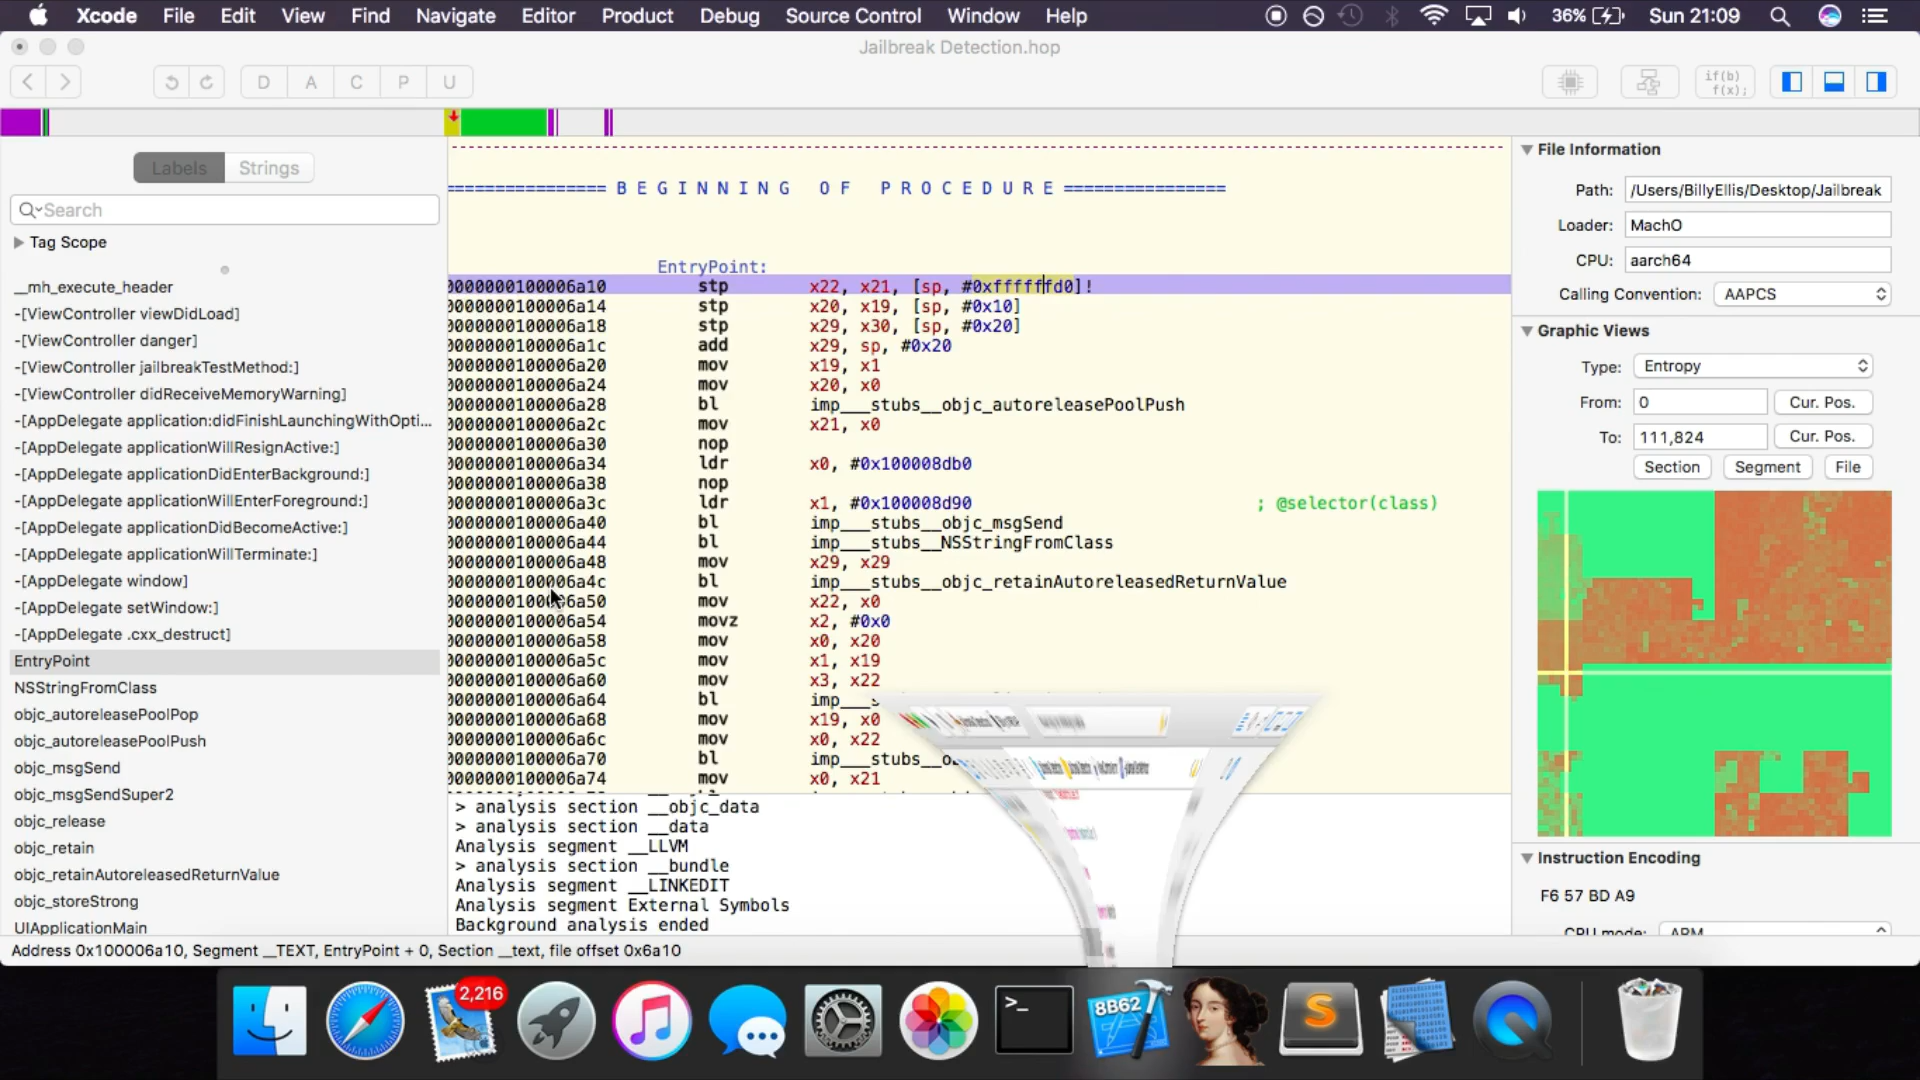 Xcode File Edit View Find Navigate Editor Product Debug Source Control Window Help 36% Sun 21:09
Jailbreak Detection.hop
D A C P U if(b) f(x);
Labels Strings
Search
Tag Scope
__mh_execute_header
-[ViewController viewDidLoad]
-[ViewController danger]
-[ViewController jailbreakTestMethod:]
-[ViewController didReceiveMemoryWarning]
-[AppDelegate application:didFinishLaunchingWithOpti...
-[AppDelegate applicationWillResignActive:]
-[AppDelegate applicationDidEnterBackground:]
-[AppDelegate applicationWillEnterForeground:]
-[AppDelegate applicationDidBecomeActive:]
-[AppDelegate applicationWillTerminate:]
-[AppDelegate window]
-[AppDelegate setWindow:]
-[AppDelegate .cxx_destruct]
EntryPoint
NSStringFromClass
objc_autoreleasePoolPop
objc_autoreleasePoolPush
objc_msgSend
objc_msgSendSuper2
objc_release
objc_retain
objc_retainAutoreleasedReturnValue
objc_storeStrong
UIApplicationMain
================ B E G I N N I N G   O F   P R O C E D U R E ================
EntryPoint:
0000000100006a10 stp x22, x21, [sp, #0xffffffd0]!
0000000100006a14 stp x20, x19, [sp, #0x10]
0000000100006a18 stp x29, x30, [sp, #0x20]
0000000100006a1c add x29, sp, #0x20
0000000100006a20 mov x19, x1
0000000100006a24 mov x20, x0
0000000100006a28 bl imp___stubs__objc_autoreleasePoolPush
0000000100006a2c mov x21, x0
0000000100006a30 nop
0000000100006a34 ldr x0, #0x100008db0
0000000100006a38 nop
0000000100006a3c ldr x1, #0x100008d90 ; @selector(class)
0000000100006a40 bl imp___stubs__objc_msgSend
0000000100006a44 bl imp___stubs__NSStringFromClass
0000000100006a48 mov x29, x29
0000000100006a4c bl imp___stubs__objc_retainAutoreleasedReturnValue
0000000100006a50 mov x22, x0
0000000100006a54 movz x2, #0x0
0000000100006a58 mov x0, x20
0000000100006a5c mov x1, x19
0000000100006a60 mov x3, x22
0000000100006a64 bl imp___s
0000000100006a68 mov x19, x0
0000000100006a6c mov x0, x22
0000000100006a70 bl imp___stubs__o
0000000100006a74 mov x0, x21
> analysis section __objc_data
> analysis section __data
Analysis segment __LLVM
> analysis section __bundle
Analysis segment __LINKEDIT
Analysis segment External Symbols
Background analysis ended
File Information
Path: /Users/BillyEllis/Desktop/Jailbreak
Loader: MachO
CPU: aarch64
Calling Convention: AAPCS
Graphic Views
Type: Entropy
From: 0 Cur. Pos.
To: 111,824 Cur. Pos.
Section Segment File
Instruction Encoding
F6 57 BD A9
CPU mode: ARM
Address 0x100006a10, Segment __TEXT, EntryPoint + 0, Section __text, file offset 0x6a10
2,216
>_
8B62
S